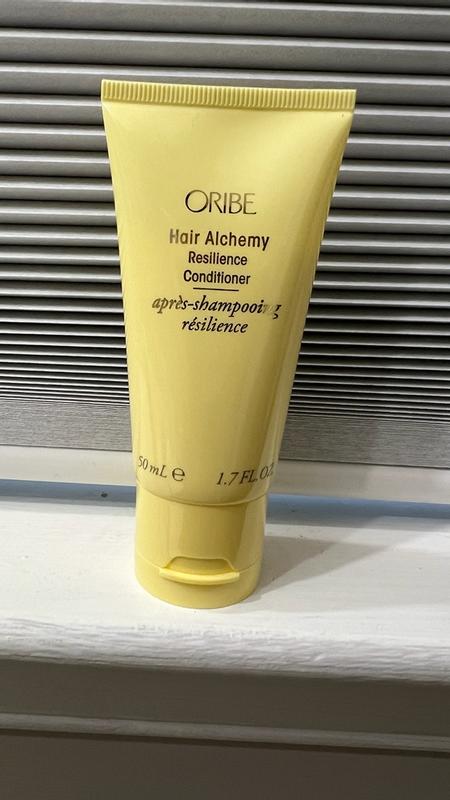 ORIBE
Hair Alchemy
Resilience
Conditioner
après-shampooing
résilience
50 mL ℮ 1.7 FL. OZ.